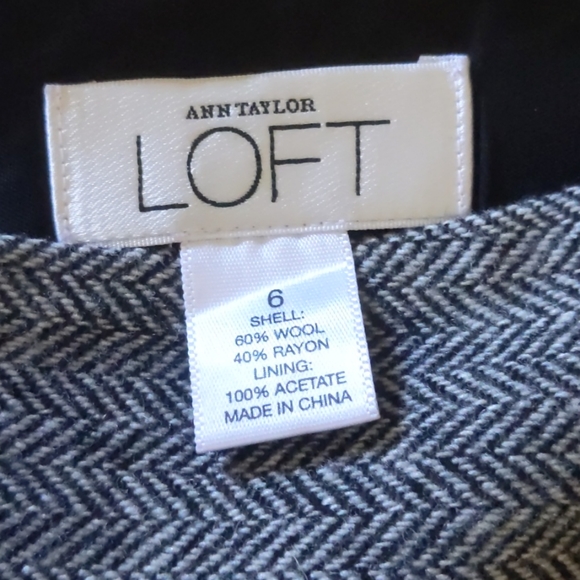 ANN TAYLOR
LOFT
6
SHELL:
60% WOOL
40% RAYON
LINING:
100% ACETATE
MADE IN CHINA